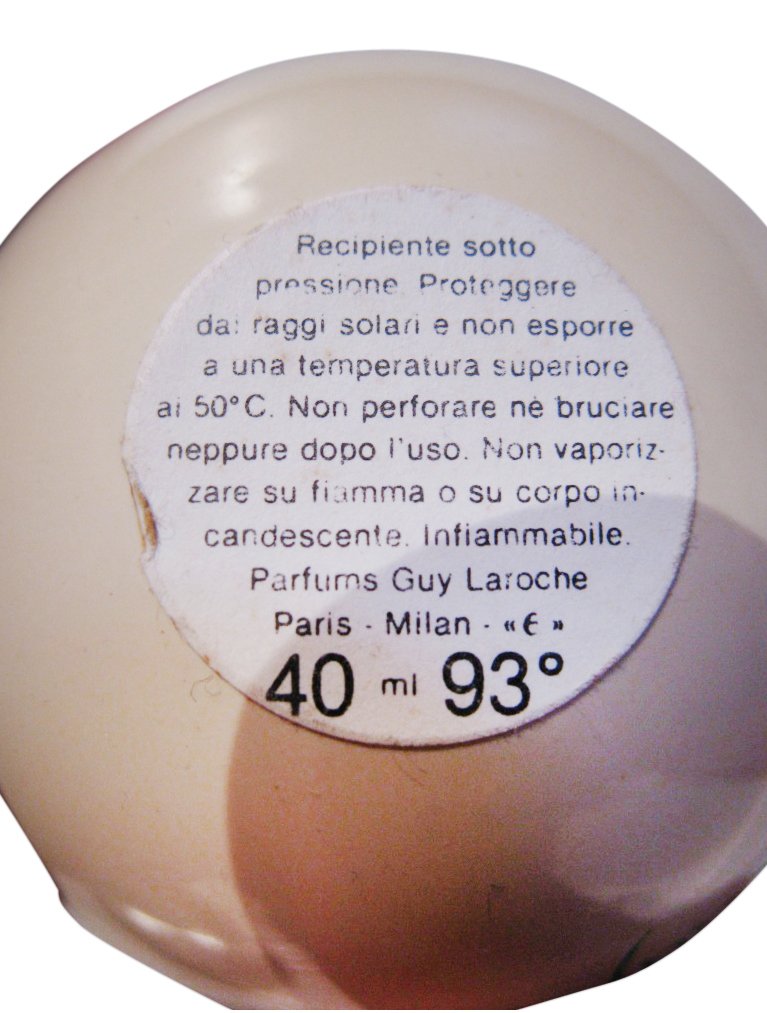 Recipiente sotto
pressione. Proteggere
dai raggi solari e non esporre
a una temperatura superiore
ai 50°C. Non perforare nè bruciare
neppure dopo l'uso. Non vaporiz-
zare su fiamma o su corpo in-
candescente. Infiammabile.
Parfums Guy Laroche
Paris - Milan - «ϵ»
40 ml 93°